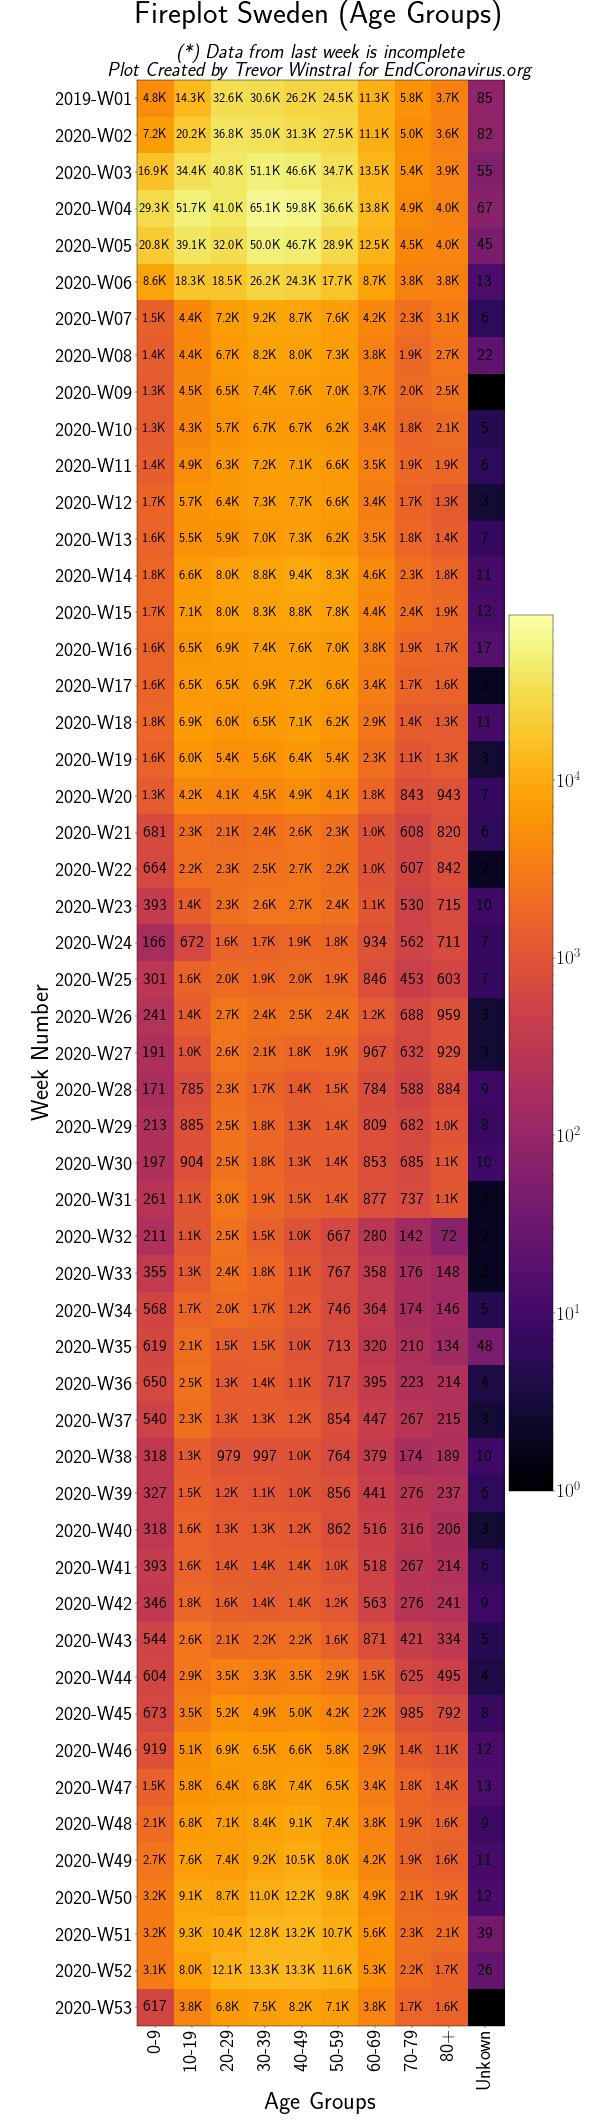 Fireplot Sweden (Age Groups)
(*) Data from last week is incomplete
Plot Created by Trevor Winstral for EndCoronavirus.org
2019-W01 4.8K 14.3K 32.6K 30.6K 26.2K 24.5K 11.3K 5.8K 3.7K 85
2020-W02 7.2K 20.2K 36.8K 35.0K 31.3K 27.5K 11.1K 5.0K 3.6K 82
2020-W03 16.9K 34.4K 40.8K 51.1K 46.6K 34.7K 13.5K 5.4K 3.9K 55
2020-W04 29.3K 51.7K 41.0K 65.1K 59.8K 36.6K 13.8K 4.9K 4.0K 67
2020-W05 20.8K 39.1K 32.0K 50.0K 46.7K 28.9K 12.5K 4.5K 4.0K 45
2020-W06 8.6K 18.3K 18.5K 26.2K 24.3K 17.7K 8.7K 3.8K 3.8K 13
2020-W07 1.5K 4.4K 7.2K 9.2K 8.7K 7.6K 4.2K 2.3K 3.1K 6
2020-W08 1.4K 4.4K 6.7K 8.2K 8.0K 7.3K 3.8K 1.9K 2.7K 22
2020-W09 1.3K 4.5K 6.5K 7.4K 7.6K 7.0K 3.7K 2.0K 2.5K
2020-W10 1.3K 4.3K 5.7K 6.7K 6.7K 6.2K 3.4K 1.8K 2.1K 5
2020-W11 1.4K 4.9K 6.3K 7.2K 7.1K 6.6K 3.5K 1.9K 1.9K 6
2020-W12 1.7K 5.7K 6.4K 7.3K 7.7K 6.6K 3.4K 1.7K 1.3K 3
2020-W13 1.6K 5.5K 5.9K 7.0K 7.3K 6.2K 3.5K 1.8K 1.4K 7
2020-W14 1.8K 6.6K 8.0K 8.8K 9.4K 8.3K 4.6K 2.3K 1.8K 11
2020-W15 1.7K 7.1K 8.0K 8.3K 8.8K 7.8K 4.4K 2.4K 1.9K 12
2020-W16 1.6K 6.5K 6.9K 7.4K 7.6K 7.0K 3.8K 1.9K 1.7K 17
2020-W17 1.6K 6.5K 6.5K 6.9K 7.2K 6.6K 3.4K 1.7K 1.6K 2
2020-W18 1.8K 6.9K 6.0K 6.5K 7.1K 6.2K 2.9K 1.4K 1.3K 11
2020-W19 1.6K 6.0K 5.4K 5.6K 6.4K 5.4K 2.3K 1.1K 1.3K 3
2020-W20 1.3K 4.2K 4.1K 4.5K 4.9K 4.1K 1.8K 843 943 7
2020-W21 681 2.3K 2.1K 2.4K 2.6K 2.3K 1.0K 608 820 6
2020-W22 664 2.2K 2.3K 2.5K 2.7K 2.2K 1.0K 607 842 2
2020-W23 393 1.4K 2.3K 2.6K 2.7K 2.4K 1.1K 530 715 10
2020-W24 166 672 1.6K 1.7K 1.9K 1.8K 934 562 711 7
2020-W25 301 1.6K 2.0K 1.9K 2.0K 1.9K 846 453 603 7
2020-W26 241 1.4K 2.7K 2.4K 2.5K 2.4K 1.2K 688 959 3
2020-W27 191 1.0K 2.6K 2.1K 1.8K 1.9K 967 632 929 3
2020-W28 171 785 2.3K 1.7K 1.4K 1.5K 784 588 884 9
2020-W29 213 885 2.5K 1.8K 1.3K 1.4K 809 682 1.0K 8
2020-W30 197 904 2.5K 1.8K 1.3K 1.4K 853 685 1.1K 10
2020-W31 261 1.1K 3.0K 1.9K 1.5K 1.4K 877 737 1.1K 2
2020-W32 211 1.1K 2.5K 1.5K 1.0K 667 280 142 72 2
2020-W33 355 1.3K 2.4K 1.8K 1.1K 767 358 176 148 2
2020-W34 568 1.7K 2.0K 1.7K 1.2K 746 364 174 146 5
2020-W35 619 2.1K 1.5K 1.5K 1.0K 713 320 210 134 48
2020-W36 650 2.5K 1.3K 1.4K 1.1K 717 395 223 214 4
2020-W37 540 2.3K 1.3K 1.3K 1.2K 854 447 267 215 3
2020-W38 318 1.3K 979 997 1.0K 764 379 174 189 10
2020-W39 327 1.5K 1.2K 1.1K 1.0K 856 441 276 237 6
2020-W40 318 1.6K 1.3K 1.3K 1.2K 862 516 316 206 3
2020-W41 393 1.6K 1.4K 1.4K 1.4K 1.0K 518 267 214 6
2020-W42 346 1.8K 1.6K 1.4K 1.4K 1.2K 563 276 241 9
2020-W43 544 2.6K 2.1K 2.2K 2.2K 1.6K 871 421 334 5
2020-W44 604 2.9K 3.5K 3.3K 3.5K 2.9K 1.5K 625 495 4
2020-W45 673 3.5K 5.2K 4.9K 5.0K 4.2K 2.2K 985 792 8
2020-W46 919 5.1K 6.9K 6.5K 6.6K 5.8K 2.9K 1.4K 1.1K 12
2020-W47 1.5K 5.8K 6.4K 6.8K 7.4K 6.5K 3.4K 1.8K 1.4K 13
2020-W48 2.1K 6.8K 7.1K 8.4K 9.1K 7.4K 3.8K 1.9K 1.6K 9
2020-W49 2.7K 7.6K 7.4K 9.2K 10.5K 8.0K 4.2K 1.9K 1.6K 11
2020-W50 3.2K 9.1K 8.7K 11.0K 12.2K 9.8K 4.9K 2.1K 1.9K 12
2020-W51 3.2K 9.3K 10.4K 12.8K 13.2K 10.7K 5.6K 2.3K 2.1K 39
2020-W52 3.1K 8.0K 12.1K 13.3K 13.3K 11.6K 5.3K 2.2K 1.7K 26
2020-W53 617 3.8K 6.8K 7.5K 8.2K 7.1K 3.8K 1.7K 1.6K
0-9 10-19 20-29 30-39 40-49 50-59 60-69 70-79 80+ Unkown
Age Groups
Week Number
10^4
10^3
10^2
10^1
10^0